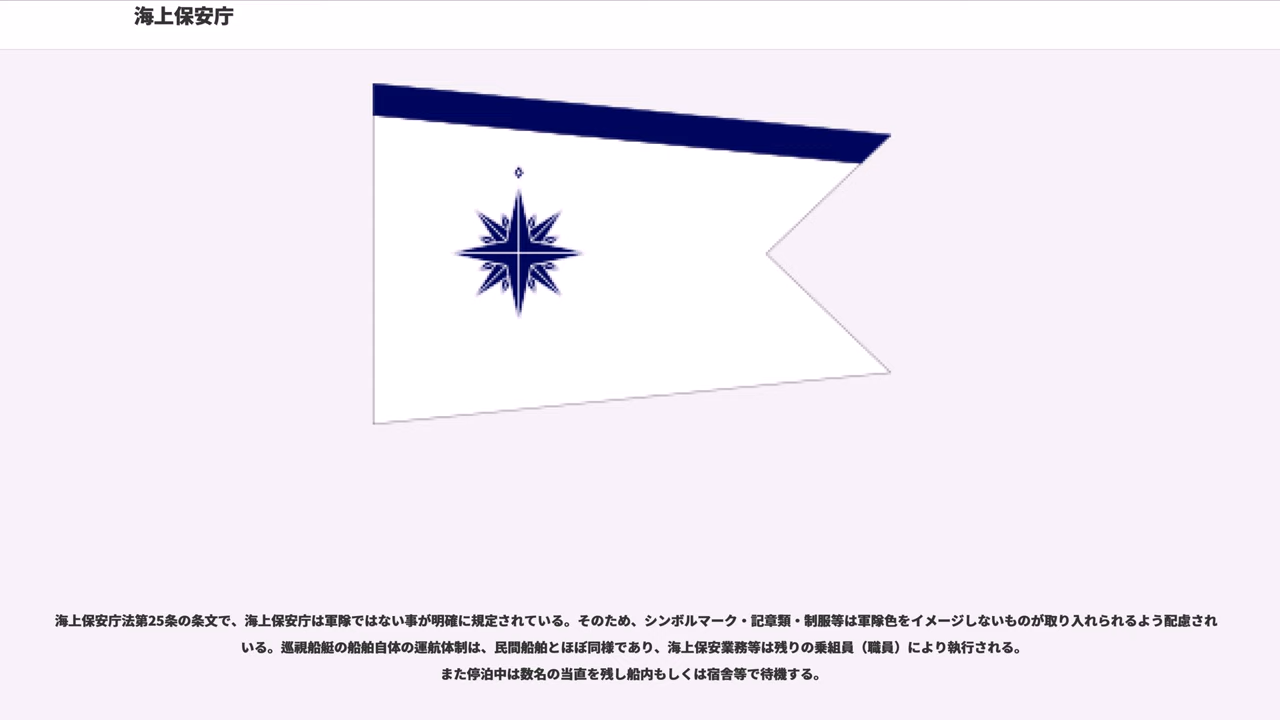 海上保安庁
海上保安庁法第25条の条文で、海上保安庁は軍隊ではない事が明確に規定されている。そのため、シンボルマーク・記章類・制服等は軍隊色をイメージしないものが取り入れられるよう配慮され
いる。巡視船艇の船舶自体の運航体制は、民間船舶とほぼ同様であり、海上保安業務等は残りの乗組員（職員）により執行される。
また停泊中は数名の当直を残し船内もしくは宿舎等で待機する。